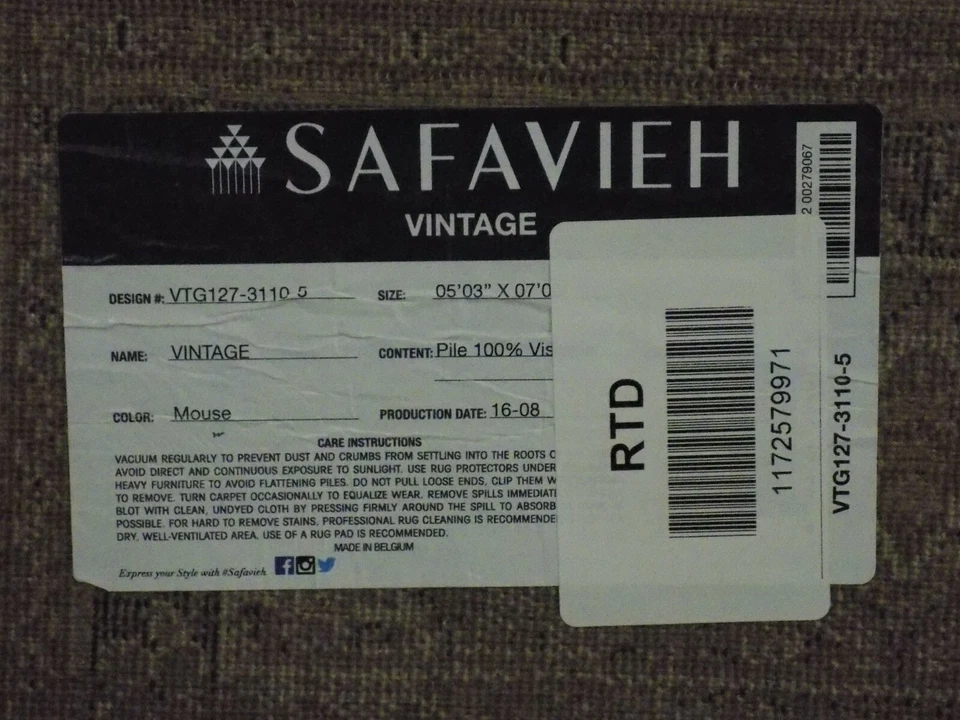 SAFAVIEH
VINTAGE
DESIGN #: VTG127-3110-5
SIZE: 05'03" X 07'0
NAME: VINTAGE
CONTENT: Pile 100% Vis
COLOR: Mouse
PRODUCTION DATE: 16-08
CARE INSTRUCTIONS
VACUUM REGULARLY TO PREVENT DUST AND CRUMBS FROM SETTLING INTO THE ROOTS O
AVOID DIRECT AND CONTINUOUS EXPOSURE TO SUNLIGHT. USE RUG PROTECTORS UNDER
HEAVY FURNITURE TO AVOID FLATTENING PILES. DO NOT PULL LOOSE ENDS, CLIP THEM W
TO REMOVE. TURN CARPET OCCASIONALLY TO EQUALIZE WEAR. REMOVE SPILLS IMMEDIATE
BLOT WITH CLEAN, UNDYED CLOTH BY PRESSING FIRMLY AROUND THE SPILL TO ABSORB
POSSIBLE. FOR HARD TO REMOVE STAINS, PROFESSIONAL RUG CLEANING IS RECOMMENDE
DRY, WELL-VENTILATED AREA. USE OF A RUG PAD IS RECOMMENDED.
MADE IN BELGIUM
Express your Style with #Safavieh
RTD
1172579971
2 00279067
VTG127-3110-5